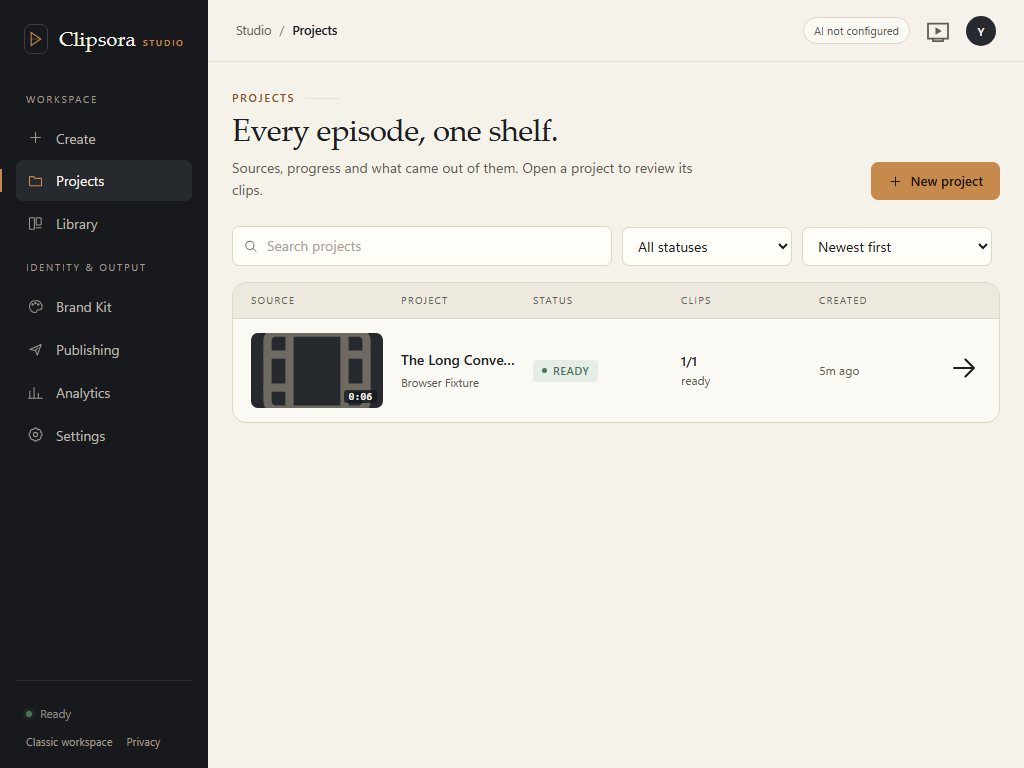 Clipsora STUDIO
WORKSPACE
Create
Projects
Library
IDENTITY & OUTPUT
Brand Kit
Publishing
Analytics
Settings
Ready
Classic workspace Privacy
Studio / Projects
AI not configured
Y
PROJECTS
Every episode, one shelf.
Sources, progress and what came out of them. Open a project to review its
clips.
+ New project
Search projects
All statuses
Newest first
SOURCE PROJECT STATUS CLIPS CREATED
0:06
The Long Conve...
Browser Fixture
READY
1/1
ready
5m ago